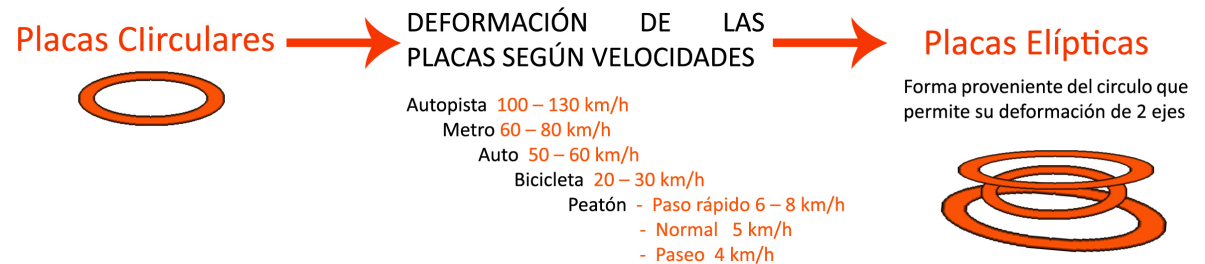 Placas Clirculares
DEFORMACIÓN DE LAS
PLACAS SEGÚN VELOCIDADES
Autopista 100 – 130 km/h
Metro 60 – 80 km/h
Auto 50 – 60 km/h
Bicicleta 20 – 30 km/h
Peatón - Paso rápido 6 – 8 km/h
- Normal 5 km/h
- Paseo 4 km/h
Placas Elípticas
Forma proveniente del circulo que
permite su deformación de 2 ejes